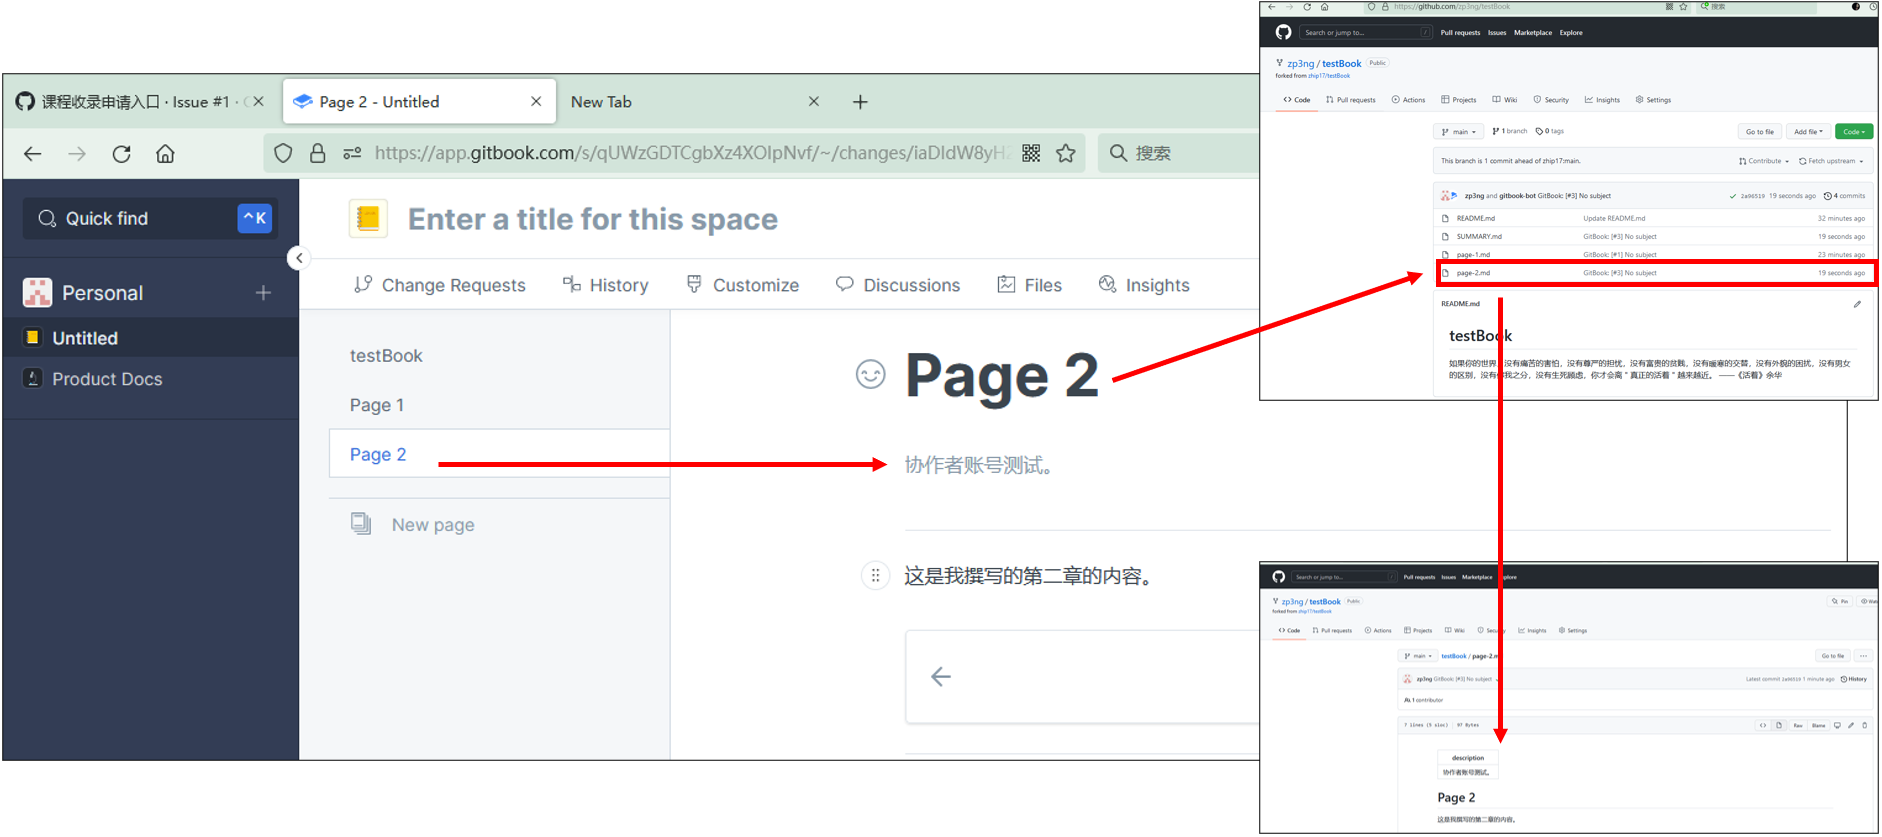 课程收录申请入口 · Issue #1 ·
Page 2 - Untitled
New Tab
https://app.gitbook.com/s/qUWzGDTCgbXz4XOlpNvf/~/changes/iaDIdW8yH
搜索
Quick find
^K
Personal
Untitled
Product Docs
Enter a title for this space
Change Requests
History
Customize
Discussions
Files
Insights
testBook
Page 1
Page 2
New page
Page 2
协作者账号测试。
这是我撰写的第二章的内容。
https://github.com/zp3ng/testBook
搜索
Search or jump to... /
Pull requests Issues Marketplace Explore
zp3ng / testBook Public
forked from zhip17/testBook
Code Pull requests Actions Projects Wiki Security Insights Settings
main 1 branch 0 tags Go to file Add file Code
This branch is 1 commit ahead of zhip17:main. Contribute Fetch upstream
zp3ng and gitbook-bot GitBook: [#3] No subject 2a96519 19 seconds ago 4 commits
README.md Update README.md 32 minutes ago
SUMMARY.md GitBook: [#3] No subject 19 seconds ago
page-1.md GitBook: [#1] No subject 23 minutes ago
page-2.md GitBook: [#3] No subject 19 seconds ago
README.md
testBook
如果你的世界，没有痛苦的害怕，没有尊严的担忧，没有富贵的贫贱，没有暖寒的交替，没有外貌的困扰，没有男女
的区别，没有你我之分，没有生死顾虑，你才会离＂真正的活着＂越来越近。 ——《活着》余华
Search or jump to... /
Pull requests Issues Marketplace Explore
zp3ng / testBook Public
Pin
forked from zhip17/testBook
Code Pull requests Actions Projects Wiki Security Insights Settings
main testBook / page-2.m Go to file ...
zp3ng GitBook: [#3] No subject Latest commit 2a96519 1 minute ago History
1 contributor
7 lines (5 sloc) 97 Bytes Raw Blame
description
协作者账号测试。
Page 2
这是我撰写的第二章的内容。